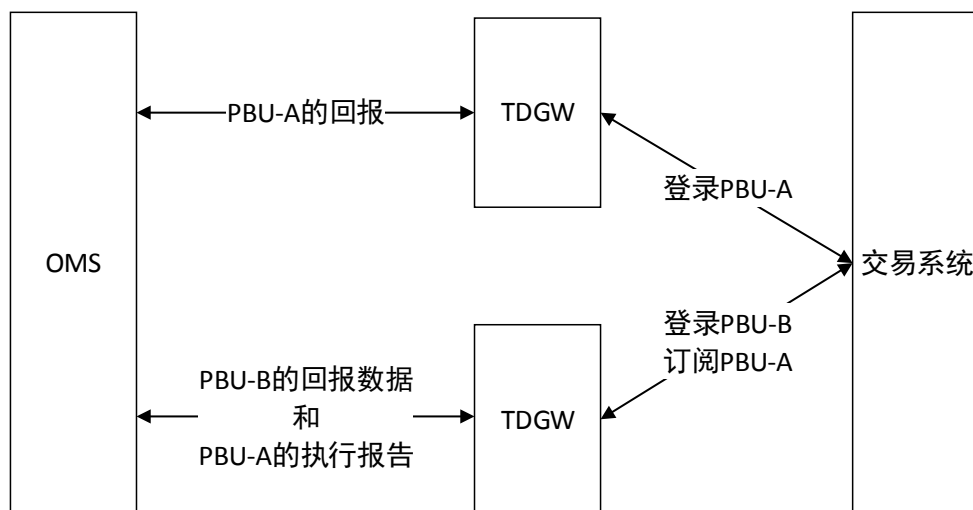 PBU-A的回报
TDGW
登录PBU-A
OMS
交易系统
登录PBU-B
订阅PBU-A
PBU-B的回报数据
和
PBU-A的执行报告
TDGW